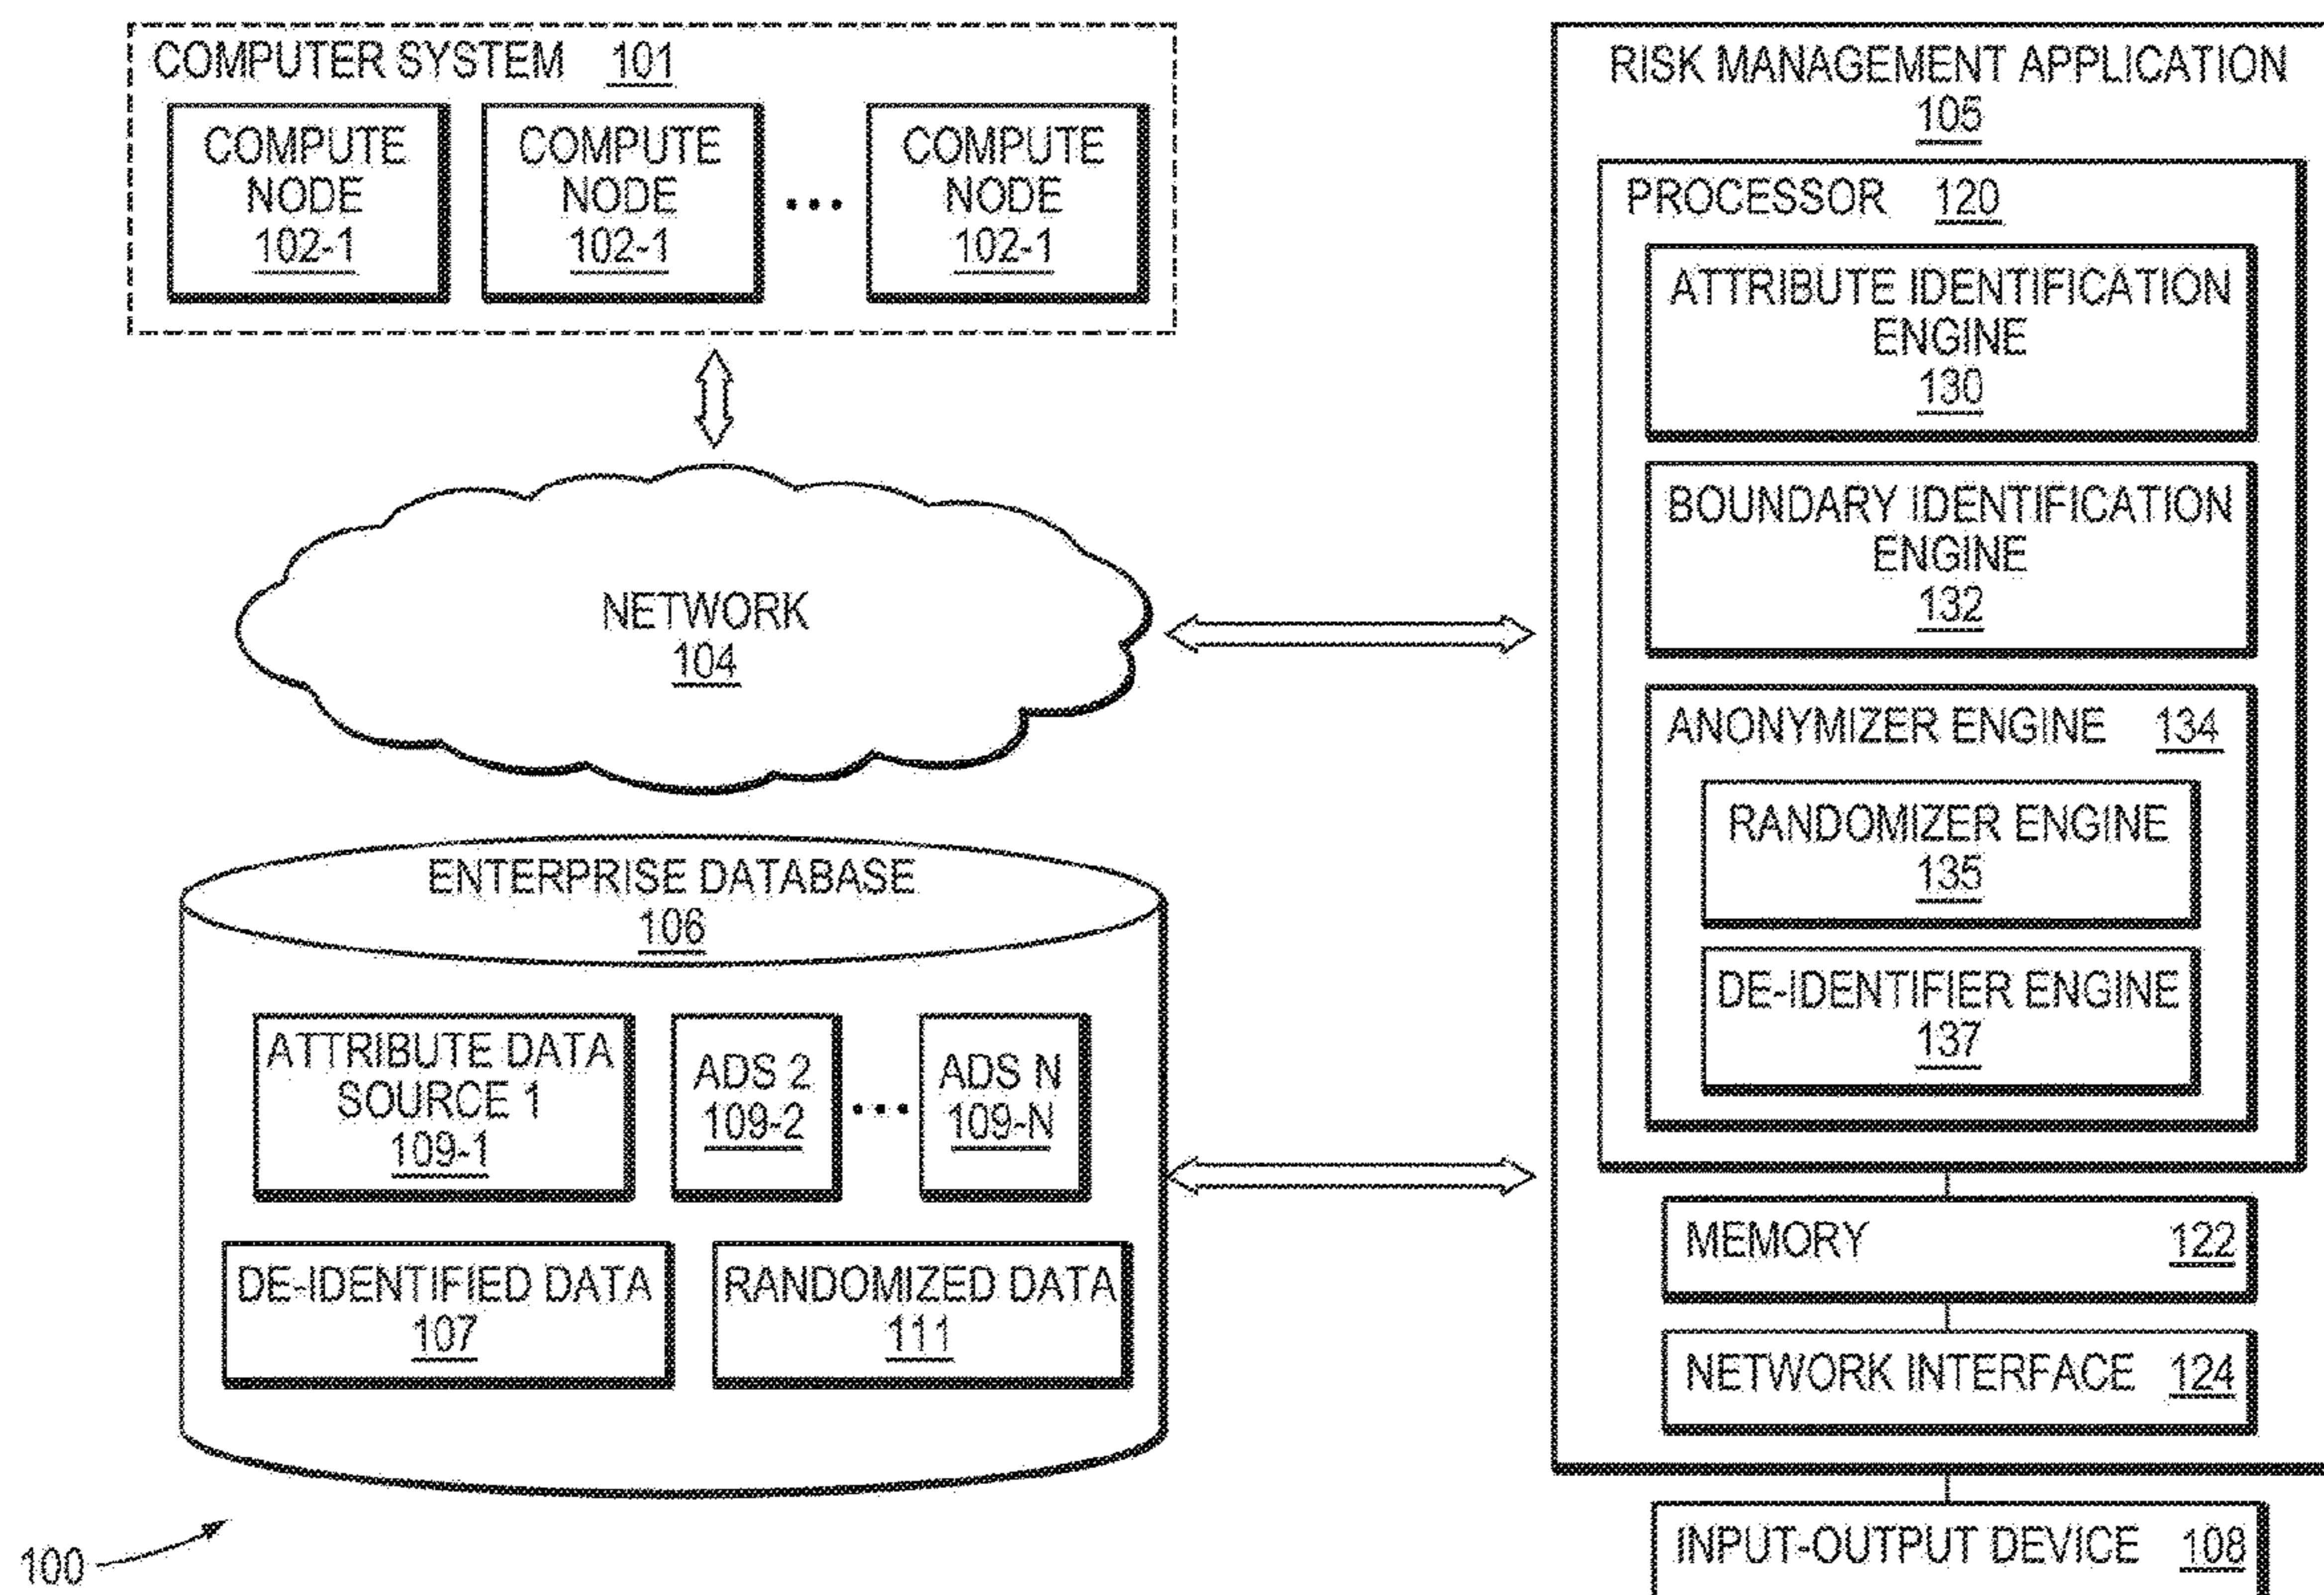 COMPUTER SYSTEM 101
COMPUTE
NODE
102-1
COMPUTE
NODE
102-1
...
COMPUTE
NODE
102-1
NETWORK
104
ENTERPRISE DATABASE
106
ATTRIBUTE DATA
SOURCE 1
109-1
ADS 2
109-2
...
ADS N
109-N
DE-IDENTIFIED DATA
107
RANDOMIZED DATA
111
100
RISK MANAGEMENT APPLICATION
105
PROCESSOR 120
ATTRIBUTE IDENTIFICATION
ENGINE
130
BOUNDARY IDENTIFICATION
ENGINE
132
ANONYMIZER ENGINE 134
RANDOMIZER ENGINE
135
DE-IDENTIFIER ENGINE
137
MEMORY 122
NETWORK INTERFACE 124
INPUT-OUTPUT DEVICE 108